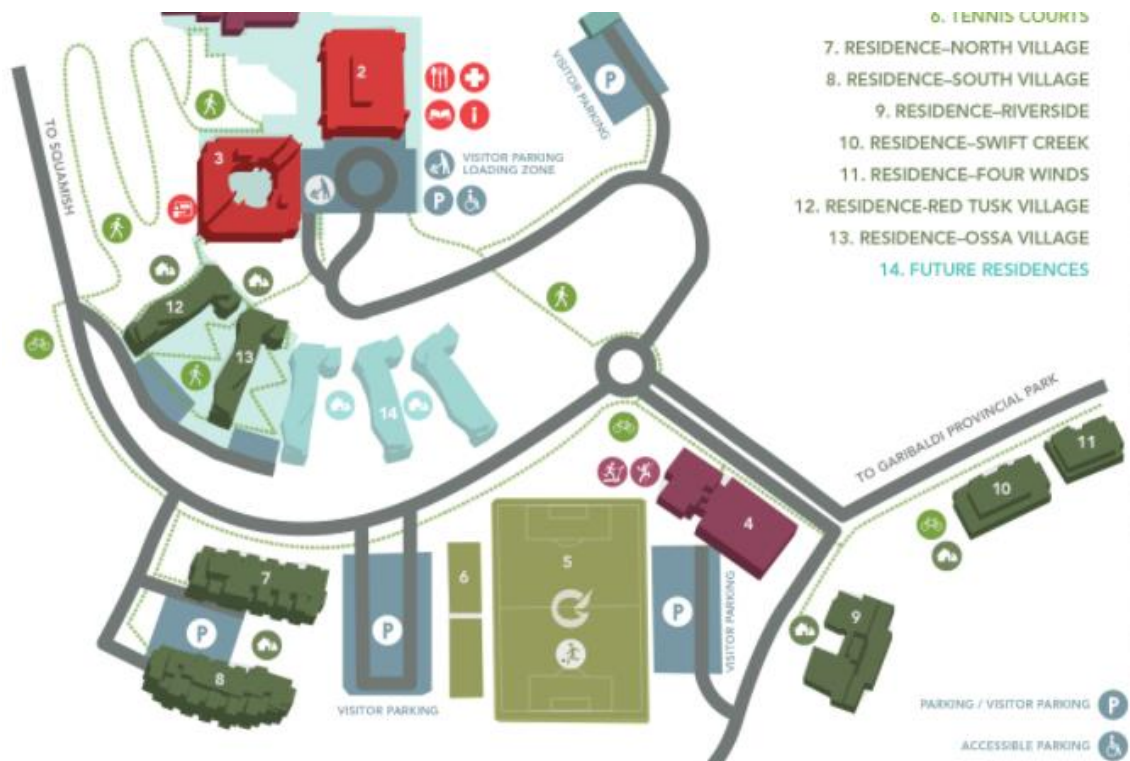 6. TENNIS COURTS
7. RESIDENCE–NORTH VILLAGE
8. RESIDENCE–SOUTH VILLAGE
9. RESIDENCE–RIVERSIDE
10. RESIDENCE–SWIFT CREEK
11. RESIDENCE–FOUR WINDS
12. RESIDENCE-RED TUSK VILLAGE
13. RESIDENCE–OSSA VILLAGE
14. FUTURE RESIDENCES
2
i
P
VISITOR PARKING
TO SQUAMISH
3
VISITOR PARKING
LOADING ZONE
P
12
13
14
TO GARIBALDI PROVINCIAL PARK
11
10
4
7
6
5
P
P
VISITOR PARKING
P
9
8
VISITOR PARKING
PARKING / VISITOR PARKING P
ACCESSIBLE PARKING